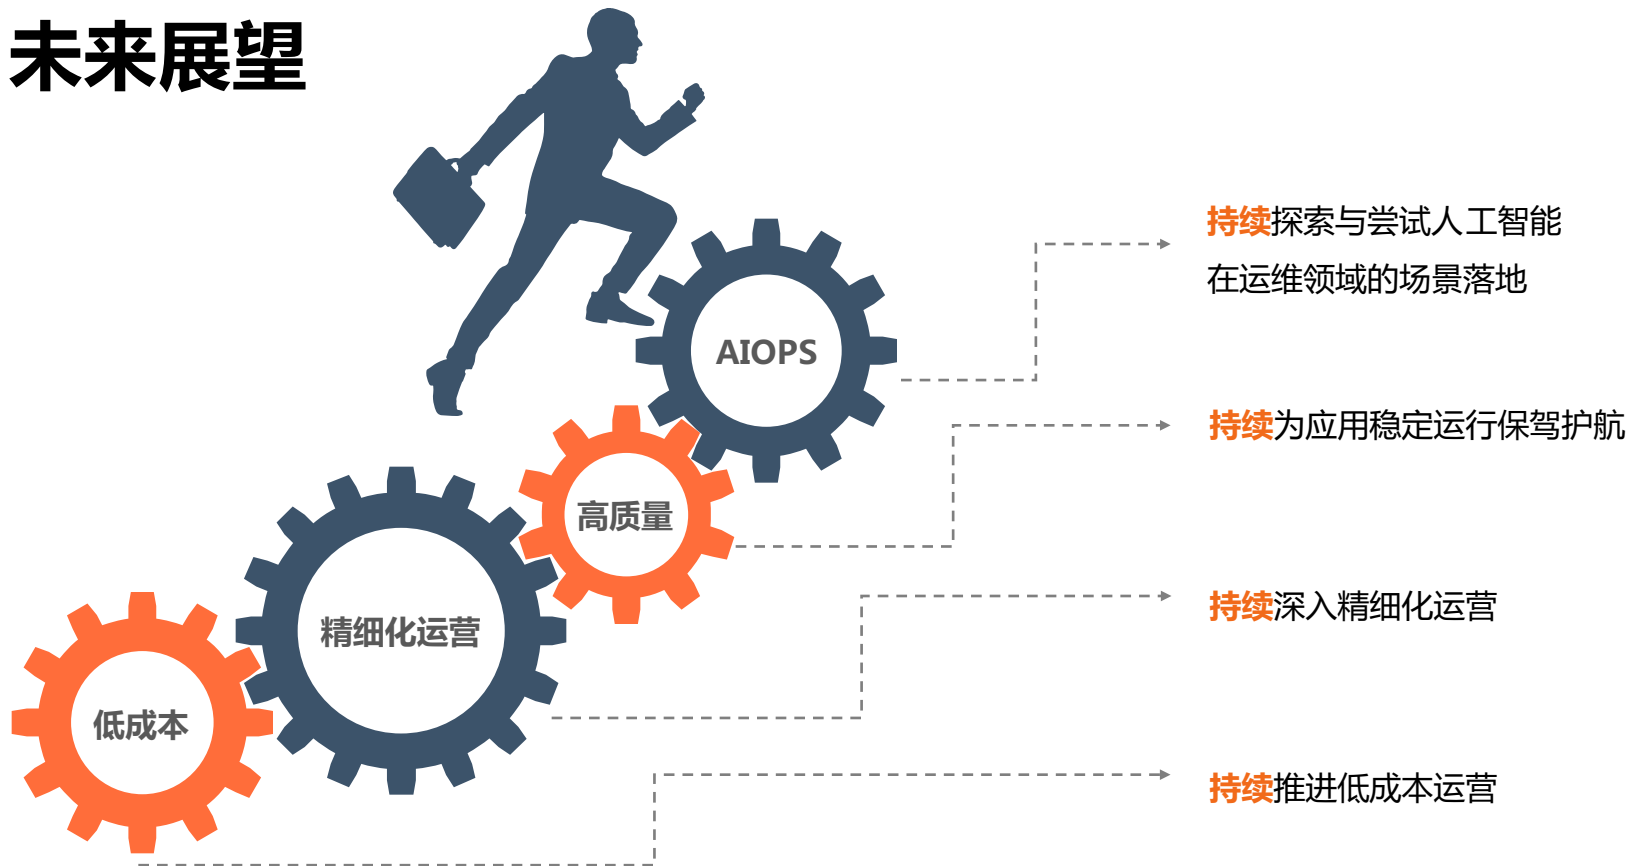 未来展望
持续探索与尝试人工智能
在运维领域的场景落地
AIOPS
持续为应用稳定运行保驾护航
高质量
持续深入精细化运营
精细化运营
低成本
持续推进低成本运营